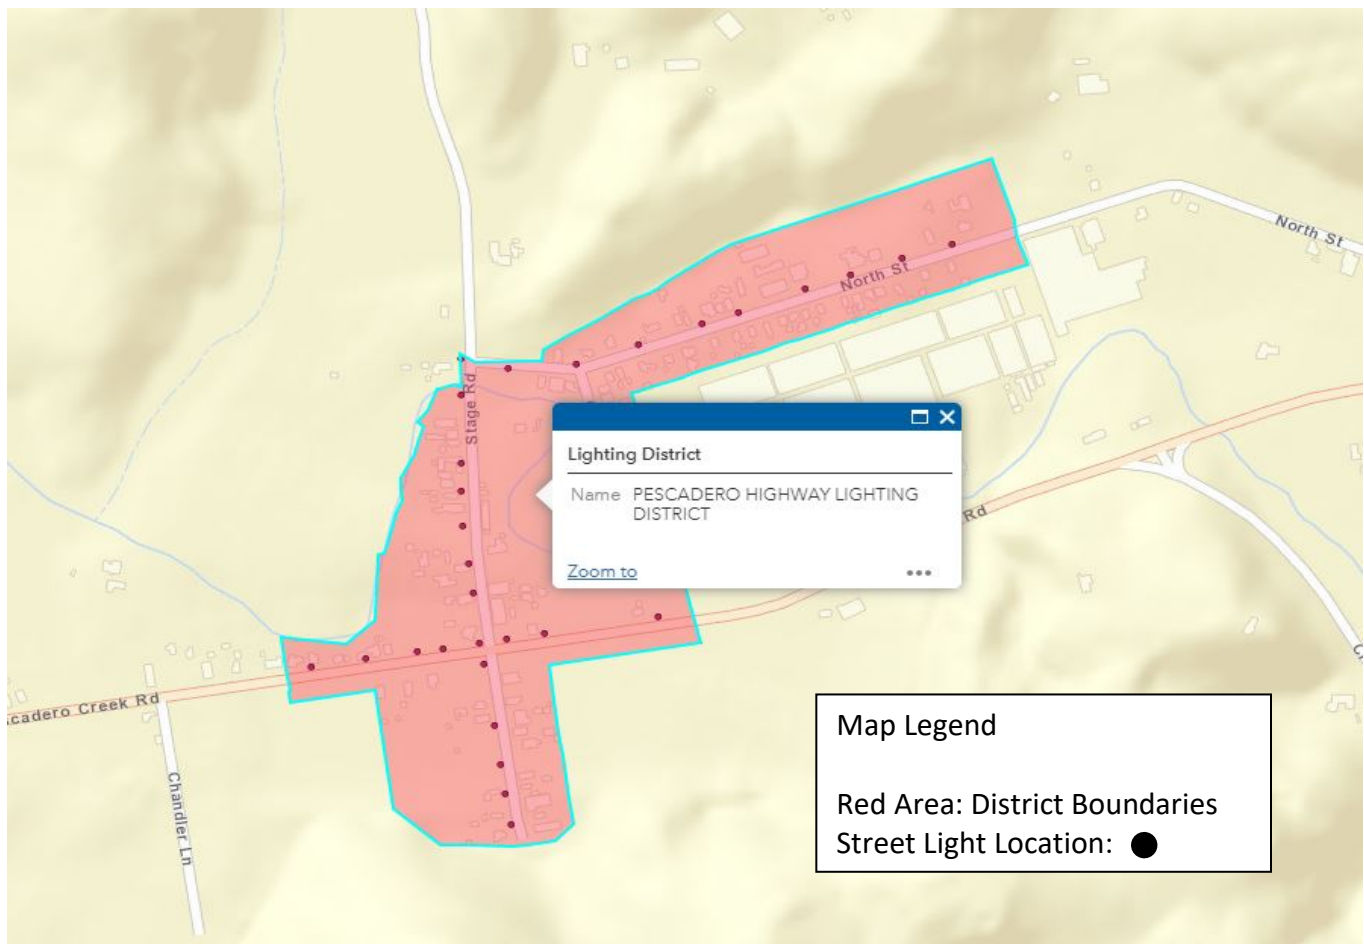 North St
North St
Stage Rd
Lighting District
Name PESCADERO HIGHWAY LIGHTING
DISTRICT
Zoom to
Rd
cadero Creek Rd
Chandler Ln
Map Legend
Red Area: District Boundaries
Street Light Location: